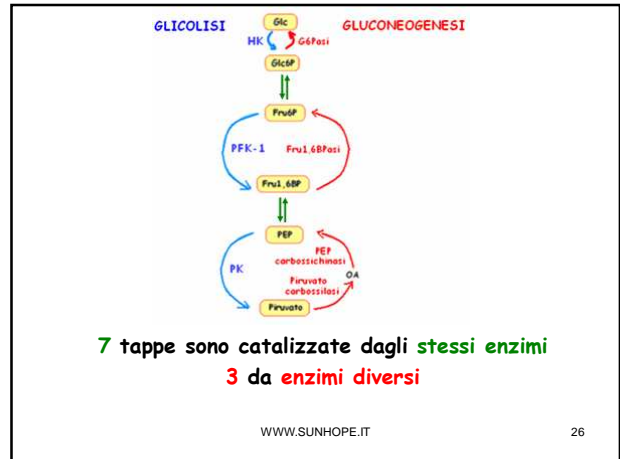 GLICOLISI Glc GLUCONEOGENESI
HK G6Pasi
Glc6P
Fru6P
PFK-1 Fru1,6BPasi
Fru1,6BP
PEP
PEP
carbossichinasi
PK OA
Piruvato
carbossilasi
Piruvato
7 tappe sono catalizzate dagli stessi enzimi
3 da enzimi diversi
WWW.SUNHOPE.IT 26